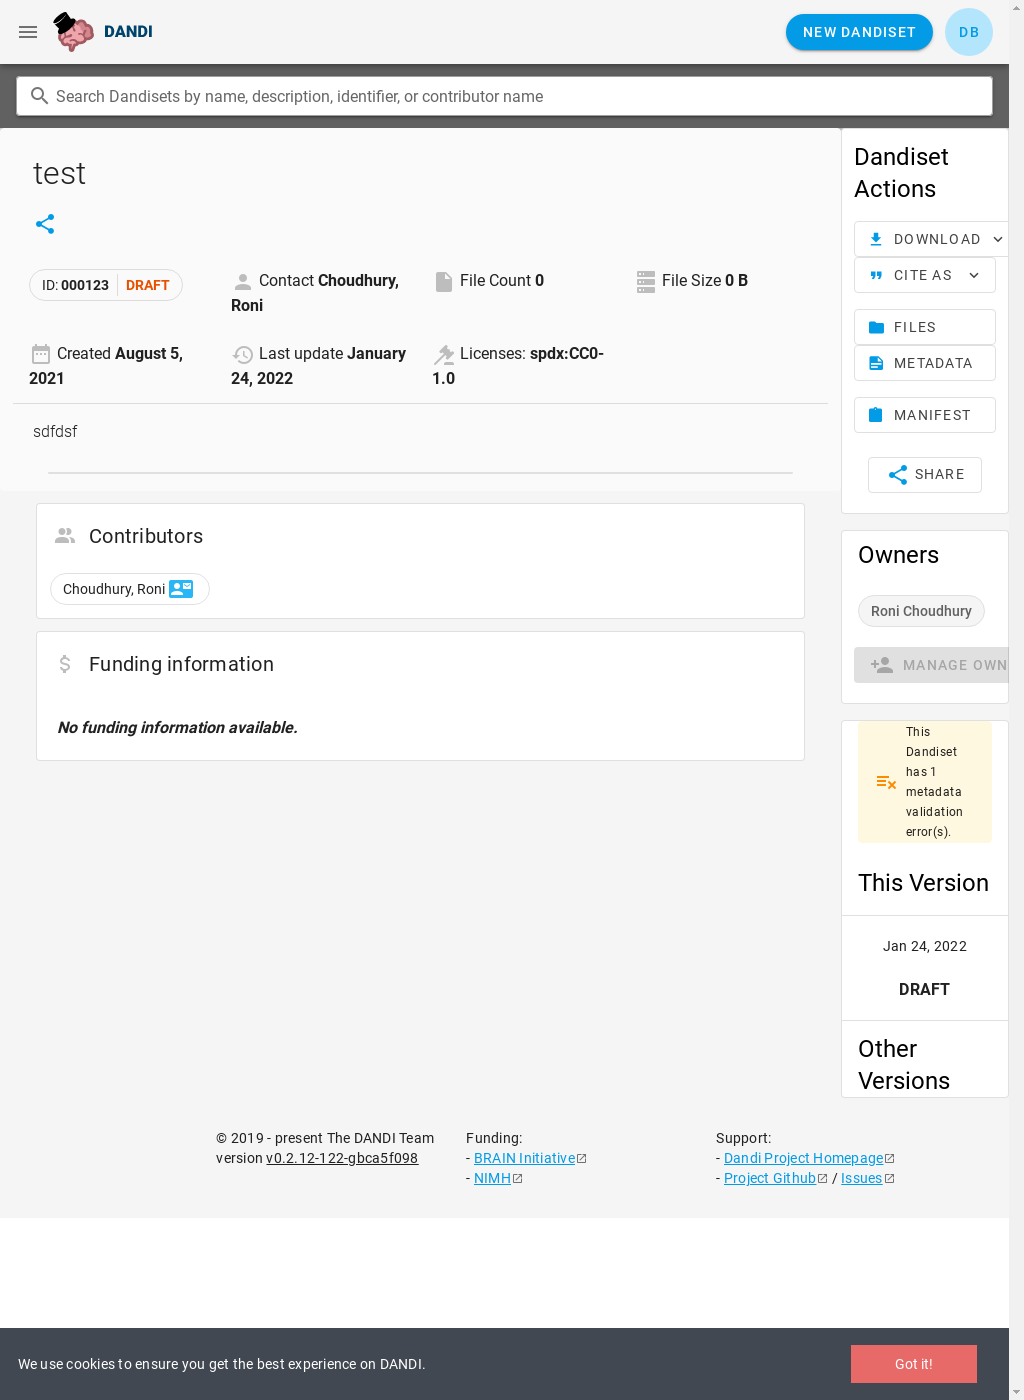 DANDI
NEW DANDISET
DB
Search Dandisets by name, description, identifier, or contributor name
test
ID: 000123 DRAFT
Contact Choudhury, Roni
File Count 0
File Size 0 B
Created August 5, 2021
Last update January 24, 2022
Licenses: spdx:CC0-1.0
sdfdsf
Contributors
Choudhury, Roni
Funding information
No funding information available.
Dandiset
Actions
DOWNLOAD
CITE AS
FILES
METADATA
MANIFEST
SHARE
Owners
Roni Choudhury
MANAGE OWN
This
Dandiset
has 1
metadata
validation
error(s).
This Version
Jan 24, 2022
DRAFT
Other
Versions
© 2019 - present The DANDI Team
version v0.2.12-122-gbca5f098
Funding:
- BRAIN Initiative
- NIMH
Support:
- Dandi Project Homepage
- Project Github / Issues
We use cookies to ensure you get the best experience on DANDI.
Got it!